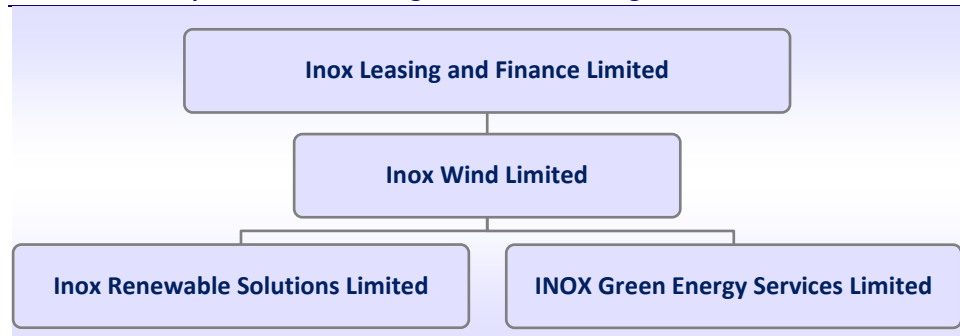 Inox Leasing and Finance Limited
Inox Wind Limited
Inox Renewable Solutions Limited
INOX Green Energy Services Limited